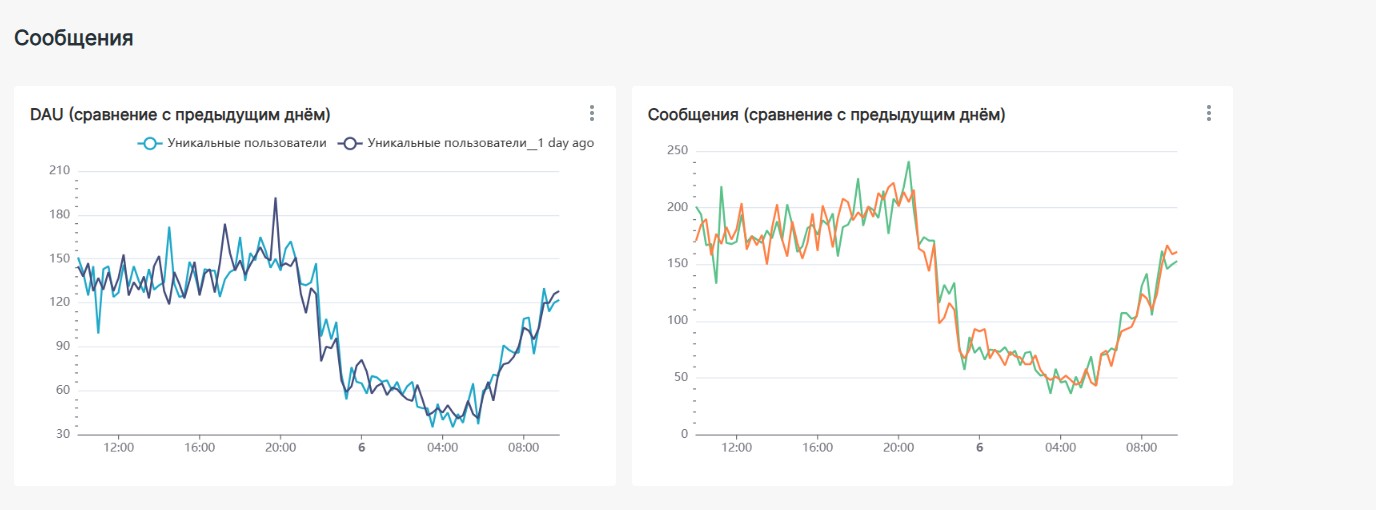 Сообщения
DAU (сравнение с предыдущим днём)
Уникальные пользователи
Уникальные пользователи__1 day ago
210
180
150
120
90
60
30
12:00 16:00 20:00 6 04:00 08:00
Сообщения (сравнение с предыдущим днём)
250
200
150
100
50
0
12:00 16:00 20:00 6 04:00 08:00